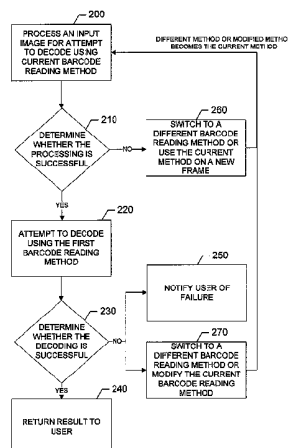 200
PROCESS AN INPUT
IMAGE FOR ATTEMPT
TO DECODE USING
CURRENT BARCODE
READING METHOD
DIFFERENT METHOD OR MODIFIED METHO
BECOMES THE CURRENT METHOD
210
DETERMINE
WHETHER THE
PROCESSING IS
SUCCESSFUL
NO
260
SWITCH TO A
DIFFERENT BARCODE
READING METHOD OR
USE THE CURRENT
METHOD ON A NEW
FRAME
YES
220
ATTEMPT TO DECODE
USING THE FIRST
BARCODE READING
METHOD
250
NOTIFY USER OF
FAILURE
230
DETERMINE
WHETHER THE
DECODING IS
SUCCESSFUL
NO
270
SWITCH TO A
DIFFERENT BARCODE
READING METHOD OR
MODIFY THE CURRENT
BARCODE READING
METHOD
YES
240
RETURN RESULT TO
USER